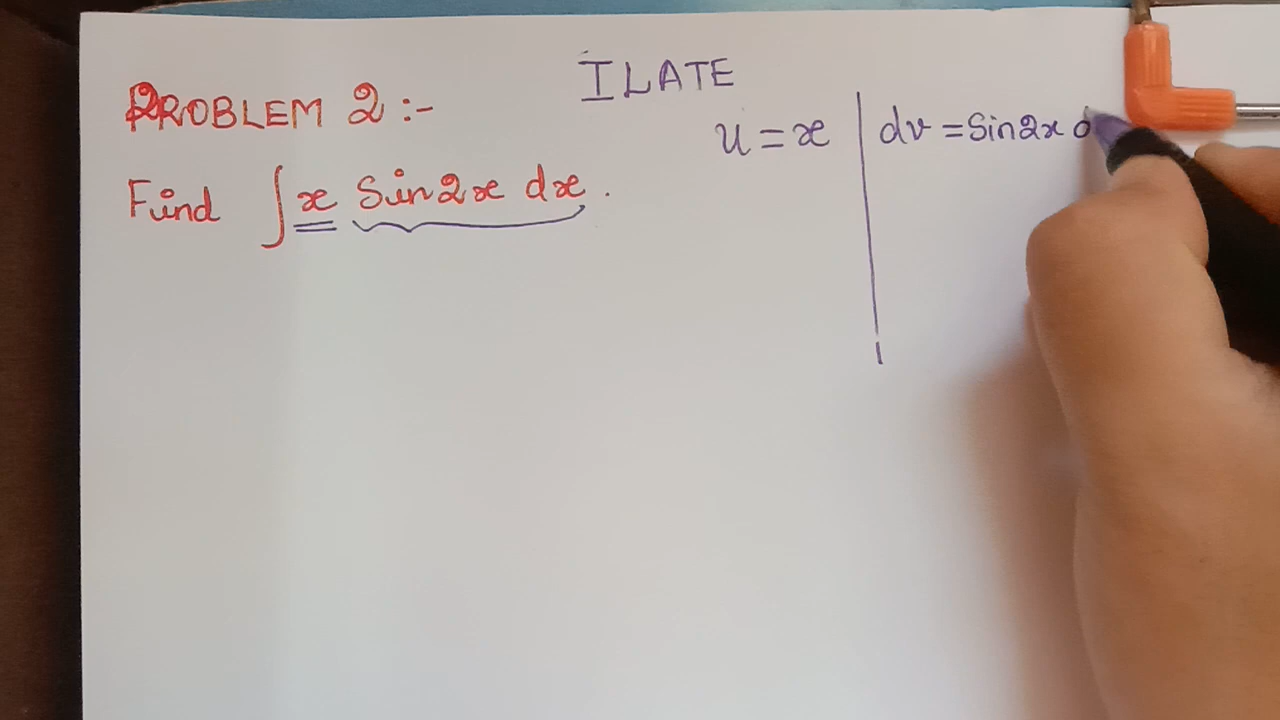 ILATE
PROBLEM 2 :-
u = x | dv = Sin2x d
Find ∫ x Sin2x dx .